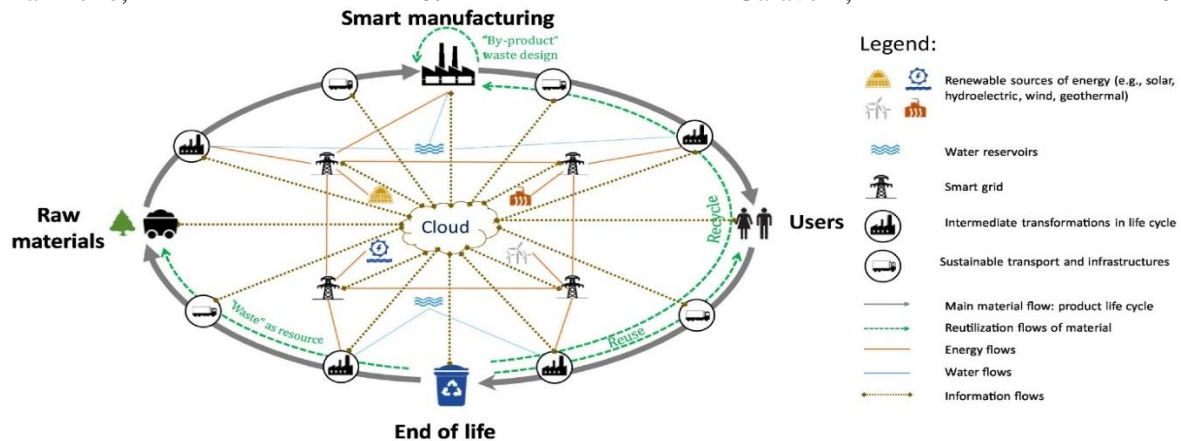 Smart manufacturing
"By-product"
waste design
Legend:
Renewable sources of energy (e.g., solar,
hydroelectric, wind, geothermal)
Water reservoirs
Smart grid
Raw
materials
Cloud
Recycle
Users
Intermediate transformations in life cycle
Sustainable transport and infrastructures
"Waste" as resource
Reuse
Main material flow: product life cycle
Reutilization flows of material
Energy flows
Water flows
Information flows
End of life